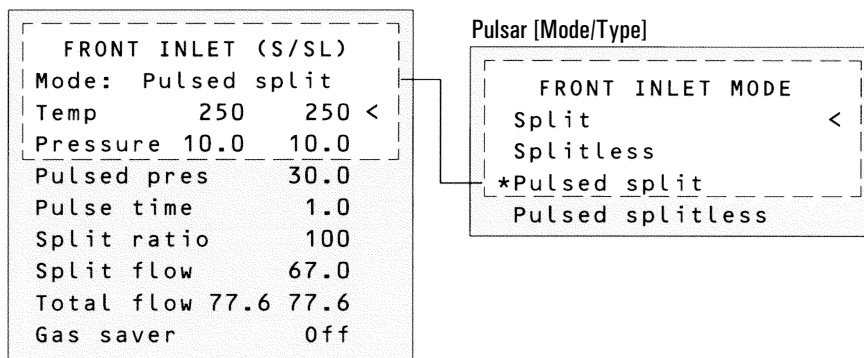 FRONT INLET (S/SL)
Mode: Pulsed split
Temp 250 250 <
Pressure 10.0 10.0
Pulsed pres 30.0
Pulse time 1.0
Split ratio 100
Split flow 67.0
Total flow 77.6 77.6
Gas saver Off
Pulsar [Mode/Type]
FRONT INLET MODE
Split <
Splitless
*Pulsed split
Pulsed splitless